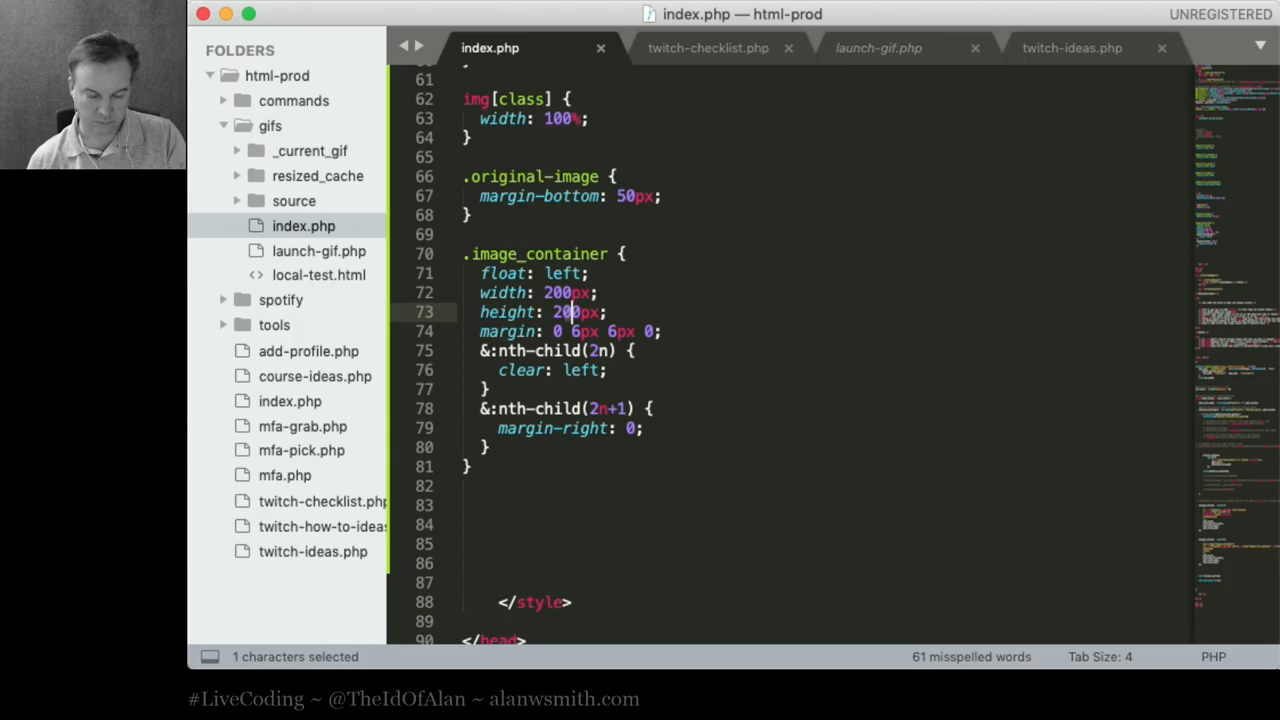 index.php — html-prod
UNREGISTERED
FOLDERS
html-prod
commands
gifs
_current_gif
resized_cache
source
index.php
launch-gif.php
local-test.html
spotify
tools
add-profile.php
course-ideas.php
index.php
mfa-grab.php
mfa-pick.php
mfa.php
twitch-checklist.php
twitch-how-to-ideas
twitch-ideas.php
index.php
twitch-checklist.php
launch-gif.php
twitch-ideas.php
61
62 img[class] {
63 width: 100%;
64 }
65
66 .original-image {
67 margin-bottom: 50px;
68 }
69
70 .image_container {
71 float: left;
72 width: 200px;
73 height: 200px;
74 margin: 0 6px 6px 0;
75 &:nth-child(2n) {
76 clear: left;
77 }
78 &:nth-child(2n+1) {
79 margin-right: 0;
80 }
81 }
82
83
84
85
86
87
88 </style>
89
90 </head>
1 characters selected
61 misspelled words
Tab Size: 4
PHP
#LiveCoding ~ @TheIdOfAlan ~ alanwsmith.com